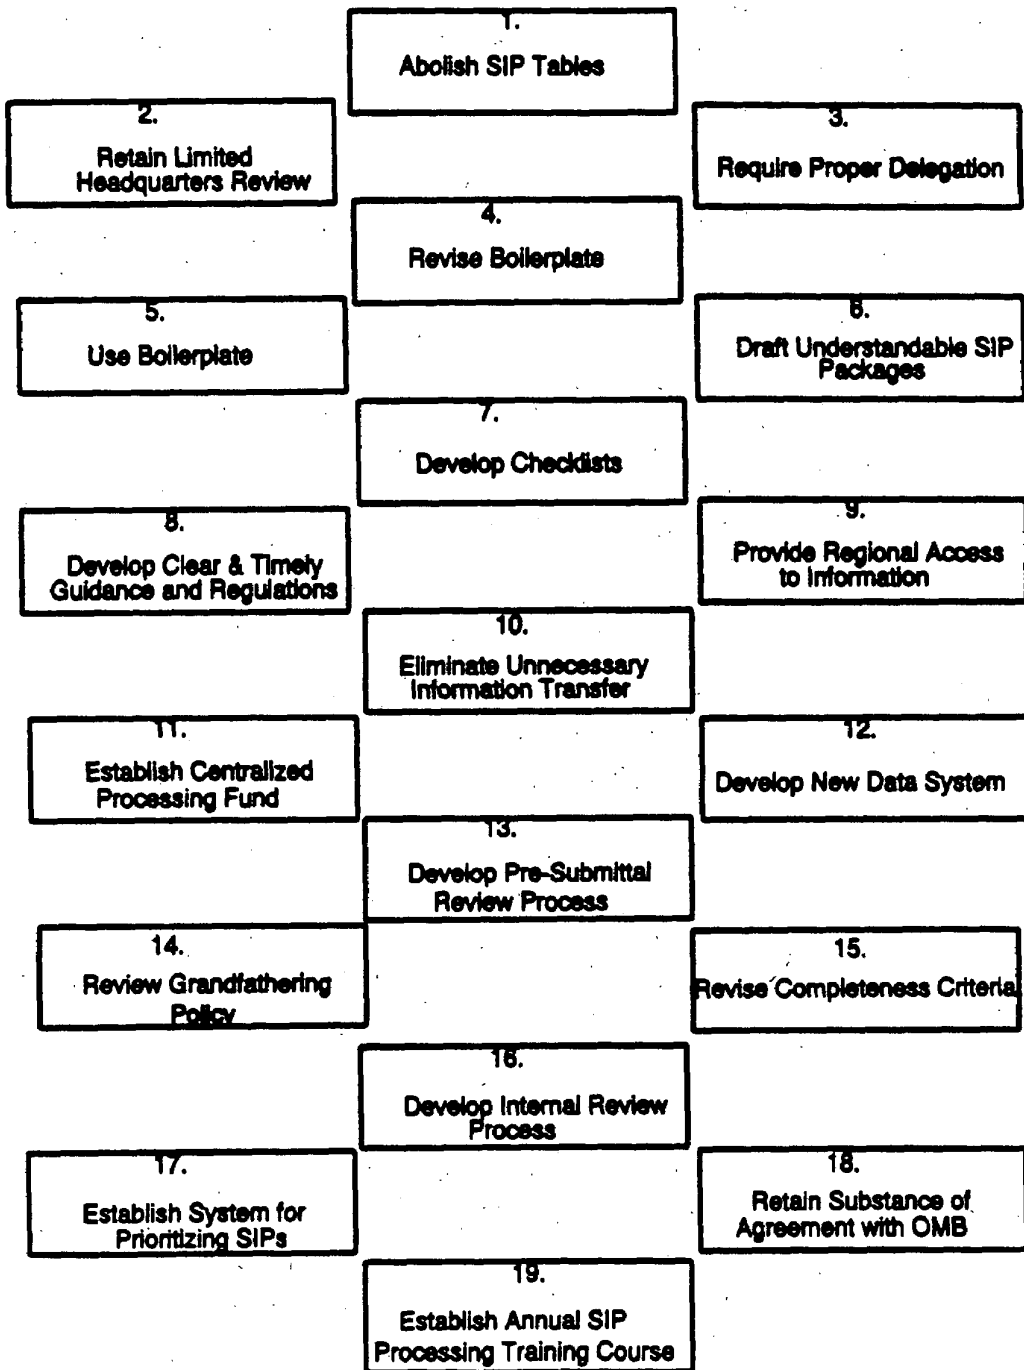 1.
Abolish SIP Tables
2.
Retain Limited
Headquarters Review
3.
Require Proper Delegation
4.
Revise Boilerplate
5.
Use Boilerplate
6.
Draft Understandable SIP
Packages
7.
Develop Checklists
8.
Develop Clear & Timely
Guidance and Regulations
9.
Provide Regional Access
to Information
10.
Eliminate Unnecessary
Information Transfer
11.
Establish Centralized
Processing Fund
12.
Develop New Data System
13.
Develop Pre-Submittal
Review Process
14.
Review Grandfathering
Policy
15.
Revise Completeness Criteria
16.
Develop Internal Review
Process
17.
Establish System for
Prioritizing SIPs
18.
Retain Substance of
Agreement with OMB
19.
Establish Annual SIP
Processing Training Course